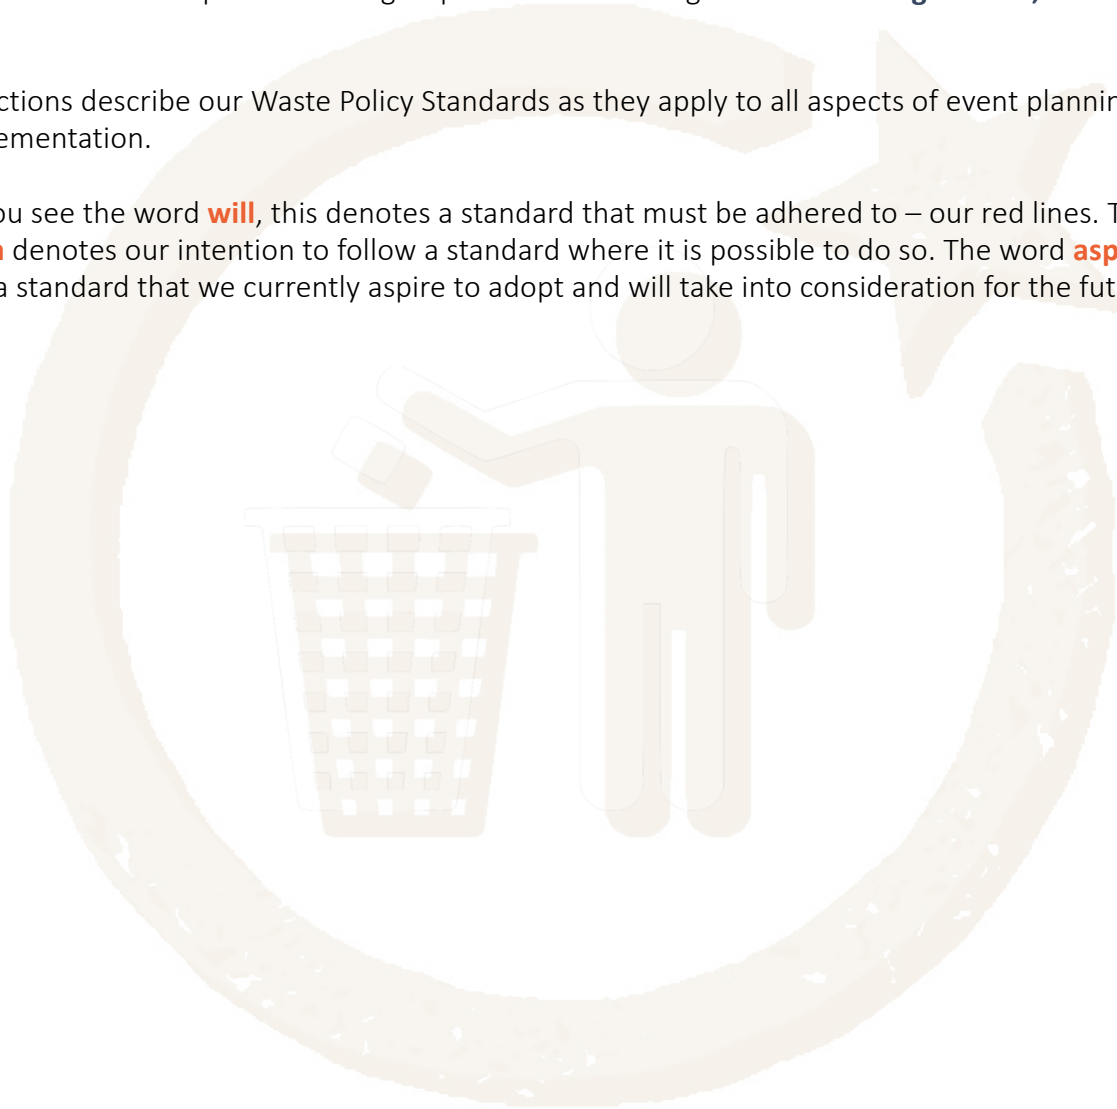 ctions describe our Waste Policy Standards as they apply to all aspects of event plannin
ementation.
ou see the word will, this denotes a standard that must be adhered to – our red lines. T
denotes our intention to follow a standard where it is possible to do so. The word asp
a standard that we currently aspire to adopt and will take into consideration for the fut